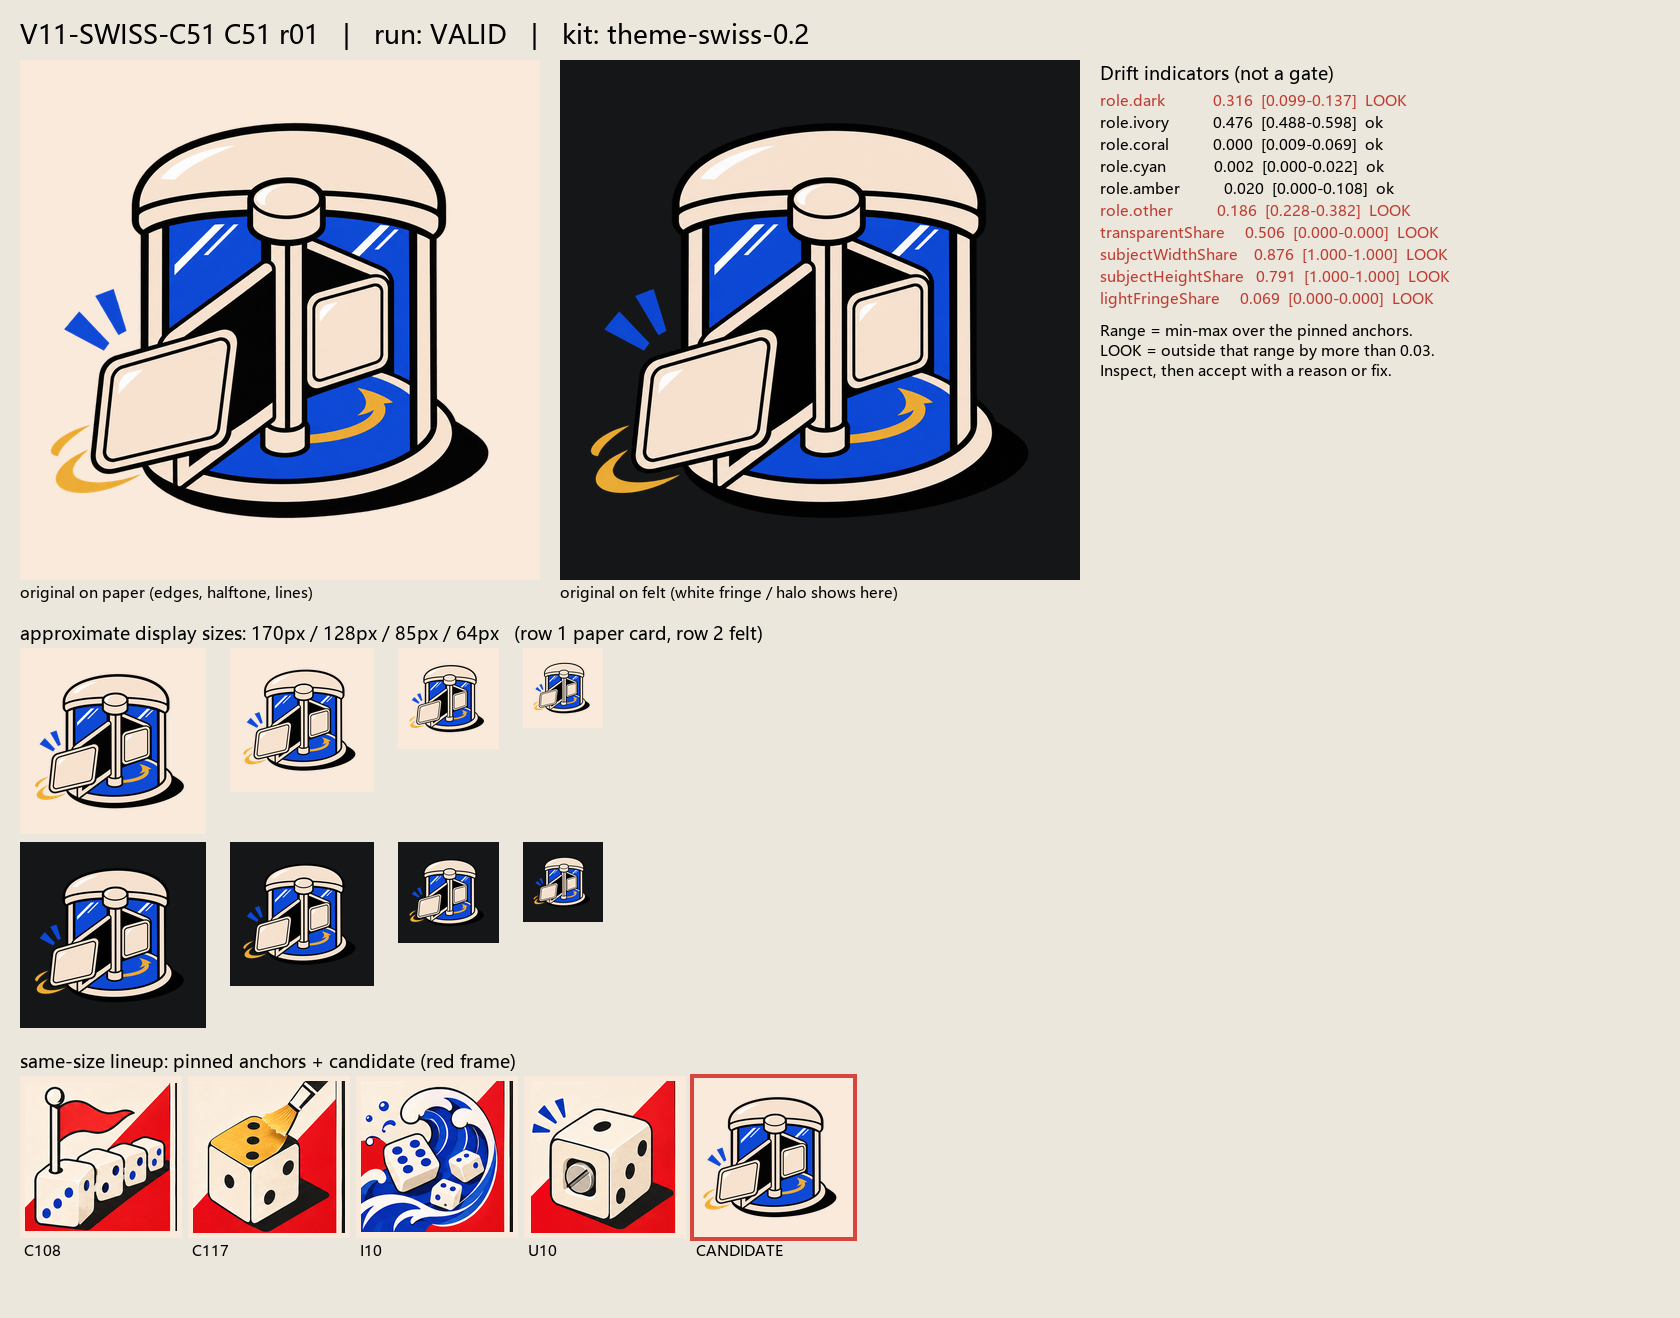 V11-SWISS-C51 C51 r01 | run: VALID | kit: theme-swiss-0.2
Drift indicators (not a gate)
role.dark 0.316 [0.099-0.137] LOOK
role.ivory 0.476 [0.488-0.598] ok
role.coral 0.000 [0.009-0.069] ok
role.cyan 0.002 [0.000-0.022] ok
role.amber 0.020 [0.000-0.108] ok
role.other 0.186 [0.228-0.382] LOOK
transparentShare 0.506 [0.000-0.000] LOOK
subjectWidthShare 0.876 [1.000-1.000] LOOK
subjectHeightShare 0.791 [1.000-1.000] LOOK
lightFringeShare 0.069 [0.000-0.000] LOOK
Range = min-max over the pinned anchors.
LOOK = outside that range by more than 0.03.
Inspect, then accept with a reason or fix.
original on paper (edges, halftone, lines)
original on felt (white fringe / halo shows here)
approximate display sizes: 170px / 128px / 85px / 64px (row 1 paper card, row 2 felt)
same-size lineup: pinned anchors + candidate (red frame)
C108
C117
I10
U10
CANDIDATE